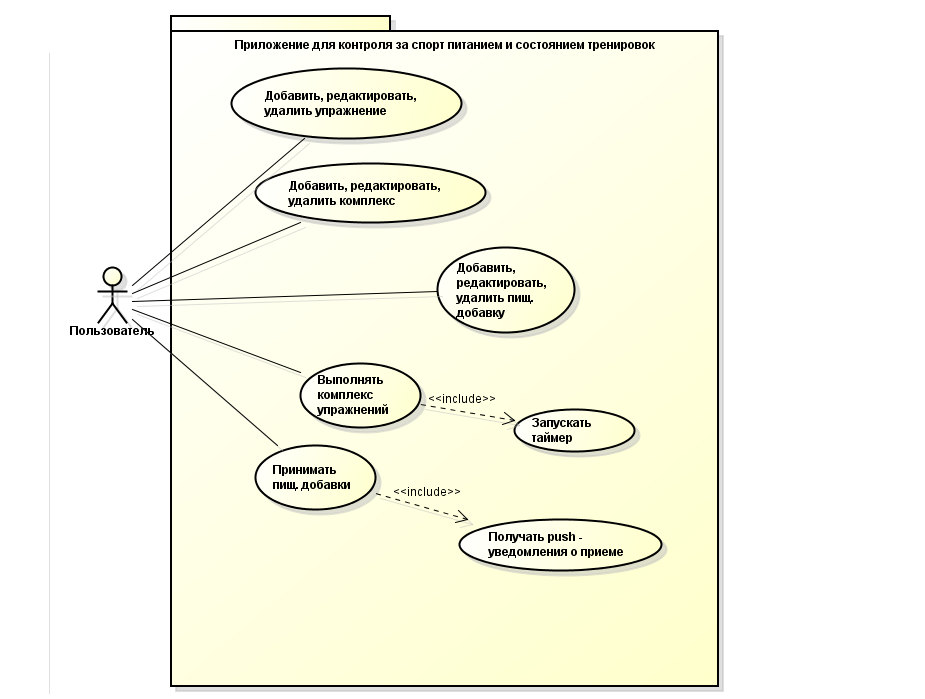 Приложение для контроля за спорт питанием и состоянием тренировок
Добавить, редактировать,
удалить упражнение
Добавить, редактировать,
удалить комплекс
Добавить,
редактировать,
удалить пищ.
добавку
Пользователь
Выполнять
комплекс
упражнений
<<include>>
Запускать
таймер
Принимать
пищ. добавки
<<include>>
Получать push -
уведомления о приеме